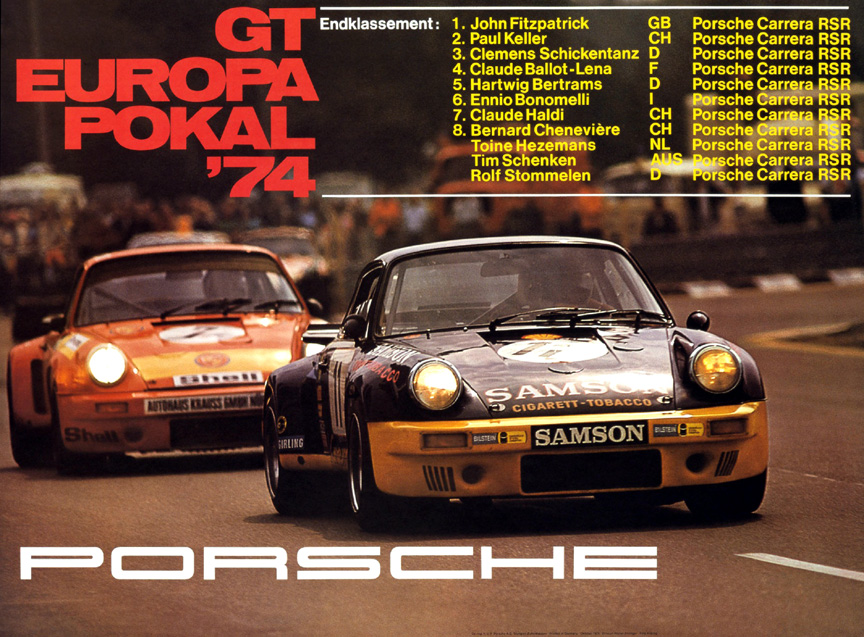 GT
EUROPA
POKAL
'74
Endklassement: 1. John Fitzpatrick GB Porsche Carrera RSR
2. Paul Keller CH Porsche Carrera RSR
3. Clemens Schickentanz D Porsche Carrera RSR
4. Claude Ballot-Lena F Porsche Carrera RSR
5. Hartwig Bertrams D Porsche Carrera RSR
6. Ennio Bonomelli I Porsche Carrera RSR
7. Claude Haldi CH Porsche Carrera RSR
8. Bernard Chenevière CH Porsche Carrera RSR
Toine Hezemans NL Porsche Carrera RSR
Tim Schenken AUS Porsche Carrera RSR
Rolf Stommelen D Porsche Carrera RSR
Shell
AUTOHAUS KRAUSS GMBH
Shell
SAMSON
TOBACCO
11
GIRLING
SAMSON
CIGARETT-TOBACCO
BILSTEIN
SAMSON
BILSTEIN
PORSCHE